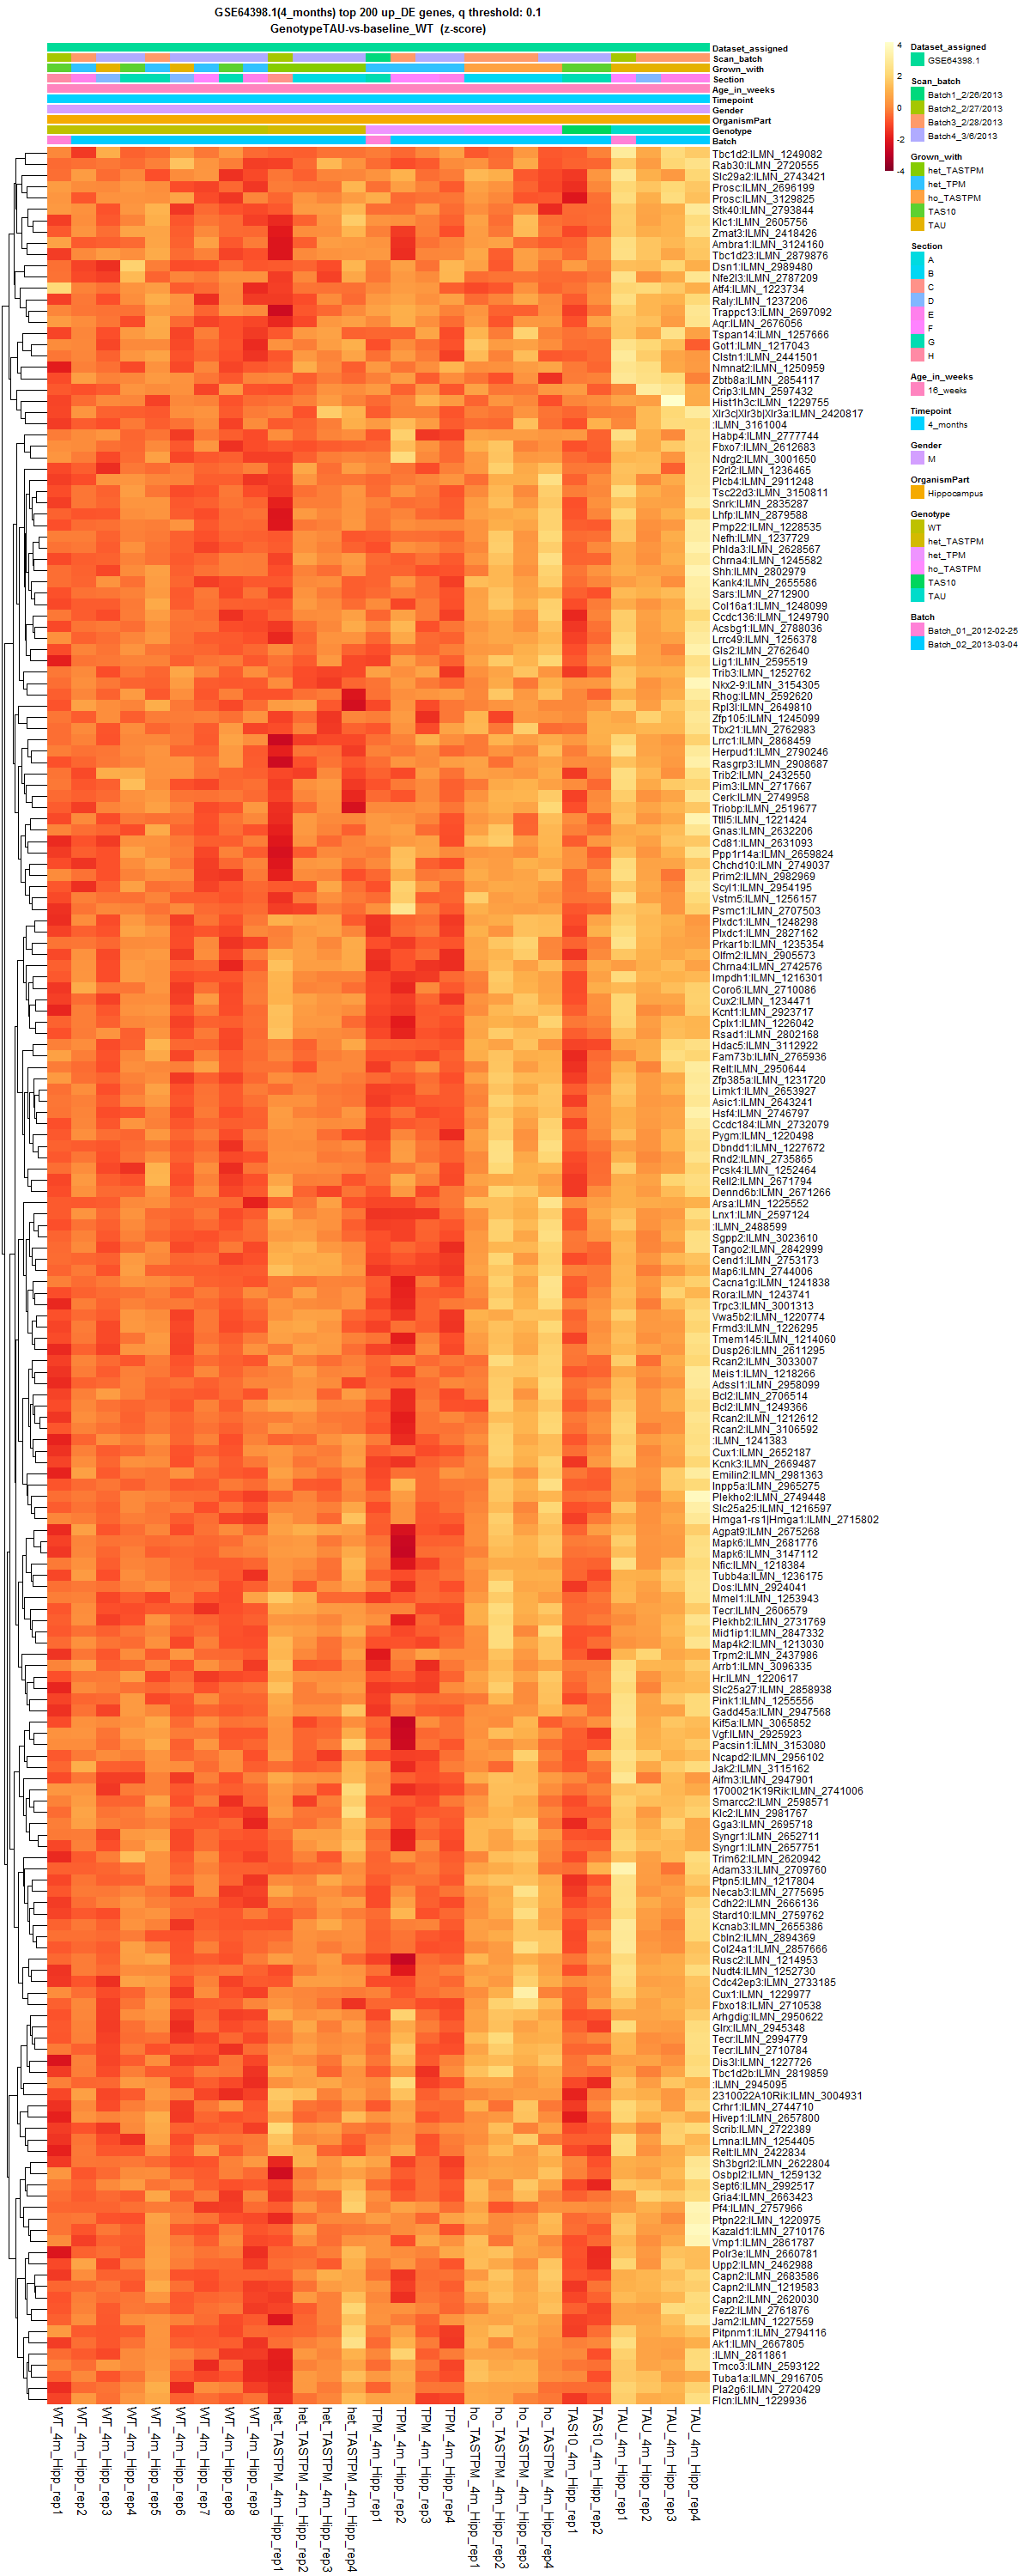 GSE64398.1(4_months) top 200 up_DE genes, q threshold: 0.1
GenotypeTAU-vs-baseline_WT (z-score)
Dataset_assigned
Scan_batch
Grown_with
Section
Age_in_weeks
Timepoint
Gender
OrganismPart
Genotype
Batch
4
2
0
-2
-4
Dataset_assigned
GSE64398.1
Scan_batch
Batch1_2/26/2013
Batch2_2/27/2013
Batch3_2/28/2013
Batch4_3/6/2013
Grown_with
het_TASTPM
het_TPM
ho_TASTPM
TAS10
TAU
Section
A
B
C
D
E
F
G
H
Age_in_weeks
16_weeks
Timepoint
4_months
Gender
M
OrganismPart
Hippocampus
Genotype
WT
het_TASTPM
het_TPM
ho_TASTPM
TAS10
TAU
Batch
Batch_01_2012-02-25
Batch_02_2013-03-04
Tbc1d2:ILMN_1249082
Rab30:ILMN_2720555
Slc29a2:ILMN_2743421
Prosc:ILMN_2696199
Prosc:ILMN_3129825
Stk40:ILMN_2793844
Klc1:ILMN_2605756
Zmat3:ILMN_2418426
Ambra1:ILMN_3124160
Tbc1d23:ILMN_2879876
Dsn1:ILMN_2989480
Nfe2l3:ILMN_2787209
Atf4:ILMN_1223734
Raly:ILMN_1237206
Trappc13:ILMN_2697092
Aqr:ILMN_2676056
Tspan14:ILMN_1257666
Got1:ILMN_1217043
Clstn1:ILMN_2441501
Nmnat2:ILMN_1250959
Zbtb8a:ILMN_2854117
Crip3:ILMN_2597432
Hist1h3c:ILMN_1229755
Xlr3c|Xlr3b|Xlr3a:ILMN_2420817
:ILMN_3161004
Habp4:ILMN_2777744
Fbxo7:ILMN_2612683
Ndrg2:ILMN_3001650
F2rl2:ILMN_1236465
Plcb4:ILMN_2911248
Tsc22d3:ILMN_3150811
Snrk:ILMN_2835287
Lhfp:ILMN_2879588
Pmp22:ILMN_1228535
Nefh:ILMN_1237729
Phlda3:ILMN_2628567
Chrna4:ILMN_1245582
Shh:ILMN_2802979
Kank4:ILMN_2655586
Sars:ILMN_2712900
Col16a1:ILMN_1248099
Ccdc136:ILMN_1249790
Acsbg1:ILMN_2788036
Lrrc49:ILMN_1256378
Gls2:ILMN_2762640
Lig1:ILMN_2595519
Trib3:ILMN_1252762
Nkx2-9:ILMN_3154305
Rhog:ILMN_2592620
Rpl3l:ILMN_2649810
Zfp105:ILMN_1245099
Tbx21:ILMN_2762983
Lrrc1:ILMN_2868459
Herpud1:ILMN_2790246
Rasgrp3:ILMN_2908687
Trib2:ILMN_2432550
Pim3:ILMN_2717667
Cerk:ILMN_2749958
Triobp:ILMN_2519677
Ttll5:ILMN_1221424
Gnas:ILMN_2632206
Cd81:ILMN_2631093
Ppp1r14a:ILMN_2659824
Chchd10:ILMN_2749037
Prim2:ILMN_2982969
Scyl1:ILMN_2954195
Vstm5:ILMN_1256157
Psmc1:ILMN_2707503
Plxdc1:ILMN_1248298
Plxdc1:ILMN_2827162
Prkar1b:ILMN_1235354
Olfm2:ILMN_2905573
Chrna4:ILMN_2742576
Impdh1:ILMN_1216301
Coro6:ILMN_2710086
Cux2:ILMN_1234471
Kcnt1:ILMN_2923717
Cplx1:ILMN_1226042
Rsad1:ILMN_2802168
Hdac5:ILMN_3112922
Fam73b:ILMN_2765936
Relt:ILMN_2950644
Zfp385a:ILMN_1231720
Limk1:ILMN_2653927
Asic1:ILMN_2643241
Hsf4:ILMN_2746797
Ccdc184:ILMN_2732079
Pygm:ILMN_1220498
Dbndd1:ILMN_1227672
Rnd2:ILMN_2735865
Pcsk4:ILMN_1252464
Rell2:ILMN_2671794
Dennd6b:ILMN_2671266
Arsa:ILMN_1225552
Lnx1:ILMN_2597124
:ILMN_2488599
Sgpp2:ILMN_3023610
Tango2:ILMN_2842999
Cend1:ILMN_2753173
Map6:ILMN_2744006
Cacna1g:ILMN_1241838
Rora:ILMN_1243741
Trpc3:ILMN_3001313
Vwa5b2:ILMN_1220774
Frmd3:ILMN_1226295
Tmem145:ILMN_1214060
Dusp26:ILMN_2611295
Rcan2:ILMN_3033007
Meis1:ILMN_1218266
Adssl1:ILMN_2958099
Bcl2:ILMN_2706514
Bcl2:ILMN_1249366
Rcan2:ILMN_1212612
Rcan2:ILMN_3106592
:ILMN_1241383
Cux1:ILMN_2652187
Kcnk3:ILMN_2669487
Emilin2:ILMN_2981363
Inpp5a:ILMN_2965275
Plekho2:ILMN_2749448
Slc25a25:ILMN_1216597
Hmga1-rs1|Hmga1:ILMN_2715802
Agpat9:ILMN_2675268
Mapk6:ILMN_2681776
Mapk6:ILMN_3147112
Nfic:ILMN_1218384
Tubb4a:ILMN_1236175
Dos:ILMN_2924041
Mmel1:ILMN_1253943
Tecr:ILMN_2606579
Plekhb2:ILMN_2731769
Mid1ip1:ILMN_2847332
Map4k2:ILMN_1213030
Trpm2:ILMN_2437986
Arrb1:ILMN_3096335
Hr:ILMN_1220617
Slc25a27:ILMN_2858938
Pink1:ILMN_1255556
Gadd45a:ILMN_2947568
Kif5a:ILMN_3065852
Vgf:ILMN_2925923
Pacsin1:ILMN_3153080
Ncapd2:ILMN_2956102
Jak2:ILMN_3115162
Aifm3:ILMN_2947901
1700021K19Rik:ILMN_2741006
Smarcc2:ILMN_2598571
Klc2:ILMN_2981767
Gga3:ILMN_2695718
Syngr1:ILMN_2652711
Syngr1:ILMN_2657751
Trim62:ILMN_2620942
Adam33:ILMN_2709760
Ptpn5:ILMN_1217804
Necab3:ILMN_2775695
Cdh22:ILMN_2666136
Stard10:ILMN_2759762
Kcnab3:ILMN_2655386
Cbln2:ILMN_2894369
Col24a1:ILMN_2857666
Rusc2:ILMN_1214953
Nudt4:ILMN_1252730
Cdc42ep3:ILMN_2733185
Cux1:ILMN_1229977
Fbxo18:ILMN_2710538
Arhgdig:ILMN_2950622
Glrx:ILMN_2945348
Tecr:ILMN_2994779
Tecr:ILMN_2710784
Dis3l:ILMN_1227726
Tbc1d2b:ILMN_2819859
:ILMN_2945095
2310022A10Rik:ILMN_3004931
Crhr1:ILMN_2744710
Hivep1:ILMN_2657800
Scrib:ILMN_2722389
Lmna:ILMN_1254405
Relt:ILMN_2422834
Sh3bgrl2:ILMN_2622804
Osbpl2:ILMN_1259132
Sept6:ILMN_2992517
Gria4:ILMN_2663423
Pf4:ILMN_2757966
Ptpn22:ILMN_1220975
Kazald1:ILMN_2710176
Vmp1:ILMN_2861787
Polr3e:ILMN_2660781
Upp2:ILMN_2462988
Capn2:ILMN_2683586
Capn2:ILMN_1219583
Capn2:ILMN_2620030
Fez2:ILMN_2761876
Jam2:ILMN_1227559
Pitpnm1:ILMN_2794116
Ak1:ILMN_2667805
:ILMN_2811861
Tmco3:ILMN_2593122
Tuba1a:ILMN_2916705
Pla2g6:ILMN_2720429
Flcn:ILMN_1229936
WT_4m_Hipp_rep1
WT_4m_Hipp_rep2
WT_4m_Hipp_rep3
WT_4m_Hipp_rep4
WT_4m_Hipp_rep5
WT_4m_Hipp_rep6
WT_4m_Hipp_rep7
WT_4m_Hipp_rep8
WT_4m_Hipp_rep9
het_TASTPM_4m_Hipp_rep1
het_TASTPM_4m_Hipp_rep2
het_TASTPM_4m_Hipp_rep3
het_TASTPM_4m_Hipp_rep4
TPM_4m_Hipp_rep1
TPM_4m_Hipp_rep2
TPM_4m_Hipp_rep3
TPM_4m_Hipp_rep4
ho_TASTPM_4m_Hipp_rep1
ho_TASTPM_4m_Hipp_rep2
ho_TASTPM_4m_Hipp_rep3
ho_TASTPM_4m_Hipp_rep4
TAS10_4m_Hipp_rep1
TAS10_4m_Hipp_rep2
TAU_4m_Hipp_rep1
TAU_4m_Hipp_rep2
TAU_4m_Hipp_rep3
TAU_4m_Hipp_rep4